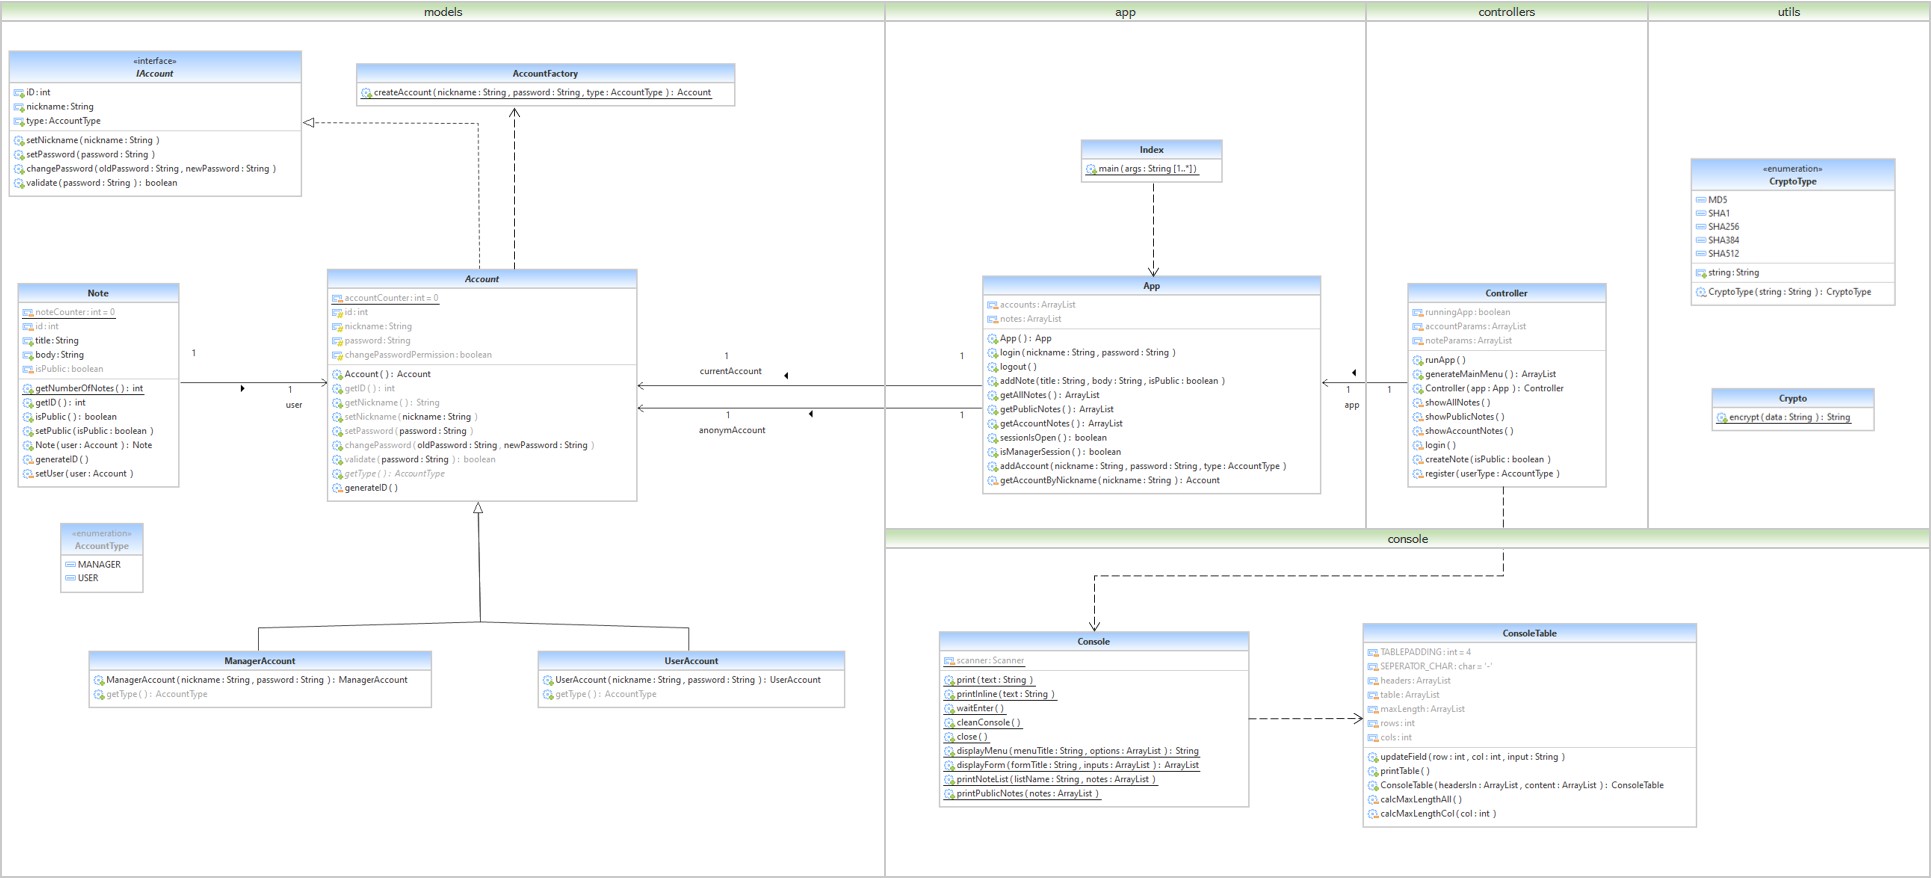 models
«interface»
IAccount
iD : int
nickname : String
type : AccountType
setNickname ( nickname : String )
setPassword ( password : String )
changePassword ( oldPassword : String , newPassword : String )
validate ( password : String ) : boolean
AccountFactory
createAccount ( nickname : String , password : String , type : AccountType ) : Account
Note
noteCounter : int = 0
id : int
title : String
body : String
isPublic : boolean
getNumberOfNotes ( ) : int
getID ( ) : int
isPublic ( ) : boolean
setPublic ( isPublic : boolean )
Note ( user : Account ) : Note
generateID ( )
setUser ( user : Account )
1
1
user
Account
accountCounter : int = 0
id : int
nickname : String
password : String
changePasswordPermission : boolean
Account ( ) : Account
getID ( ) : int
getNickname ( ) : String
setNickname ( nickname : String )
setPassword ( password : String )
changePassword ( oldPassword : String , newPassword : String )
validate ( password : String ) : boolean
getType ( ) : AccountType
generateID ( )
«enumeration»
AccountType
MANAGER
USER
ManagerAccount
ManagerAccount ( nickname : String , password : String ) : ManagerAccount
getType ( ) : AccountType
UserAccount
UserAccount ( nickname : String , password : String ) : UserAccount
getType ( ) : AccountType
1
currentAccount
1
1
anonymAccount
1
app
Index
main ( args : String [1..*] )
App
accounts : ArrayList
notes : ArrayList
App ( ) : App
login ( nickname : String , password : String )
logout ( )
addNote ( title : String , body : String , isPublic : boolean )
getAllNotes ( ) : ArrayList
getPublicNotes ( ) : ArrayList
getAccountNotes ( ) : ArrayList
sessionIsOpen ( ) : boolean
isManagerSession ( ) : boolean
addAccount ( nickname : String , password : String , type : AccountType )
getAccountByNickname ( nickname : String ) : Account
controllers
1
1
app
Controller
runningApp : boolean
accountParams : ArrayList
noteParams : ArrayList
runApp ( )
generateMainMenu ( ) : ArrayList
Controller ( app : App ) : Controller
showAllNotes ( )
showPublicNotes ( )
showAccountNotes ( )
login ( )
createNote ( isPublic : boolean )
register ( userType : AccountType )
utils
«enumeration»
CryptoType
MD5
SHA1
SHA256
SHA384
SHA512
string : String
CryptoType ( string : String ) : CryptoType
Crypto
encrypt ( data : String ) : String
console
Console
scanner : Scanner
print ( text : String )
printInline ( text : String )
waitEnter ( )
cleanConsole ( )
close ( )
displayMenu ( menuTitle : String , options : ArrayList ) : String
displayForm ( formTitle : String , inputs : ArrayList ) : ArrayList
printNoteList ( listName : String , notes : ArrayList )
printPublicNotes ( notes : ArrayList )
ConsoleTable
TABLEPADDING : int = 4
SEPERATOR_CHAR : char = '-'
headers : ArrayList
table : ArrayList
maxLength : ArrayList
rows : int
cols : int
updateField ( row : int , col : int , input : String )
printTable ( )
ConsoleTable ( headersIn : ArrayList , content : ArrayList ) : ConsoleTable
calcMaxLengthAll ( )
calcMaxLengthCol ( col : int )